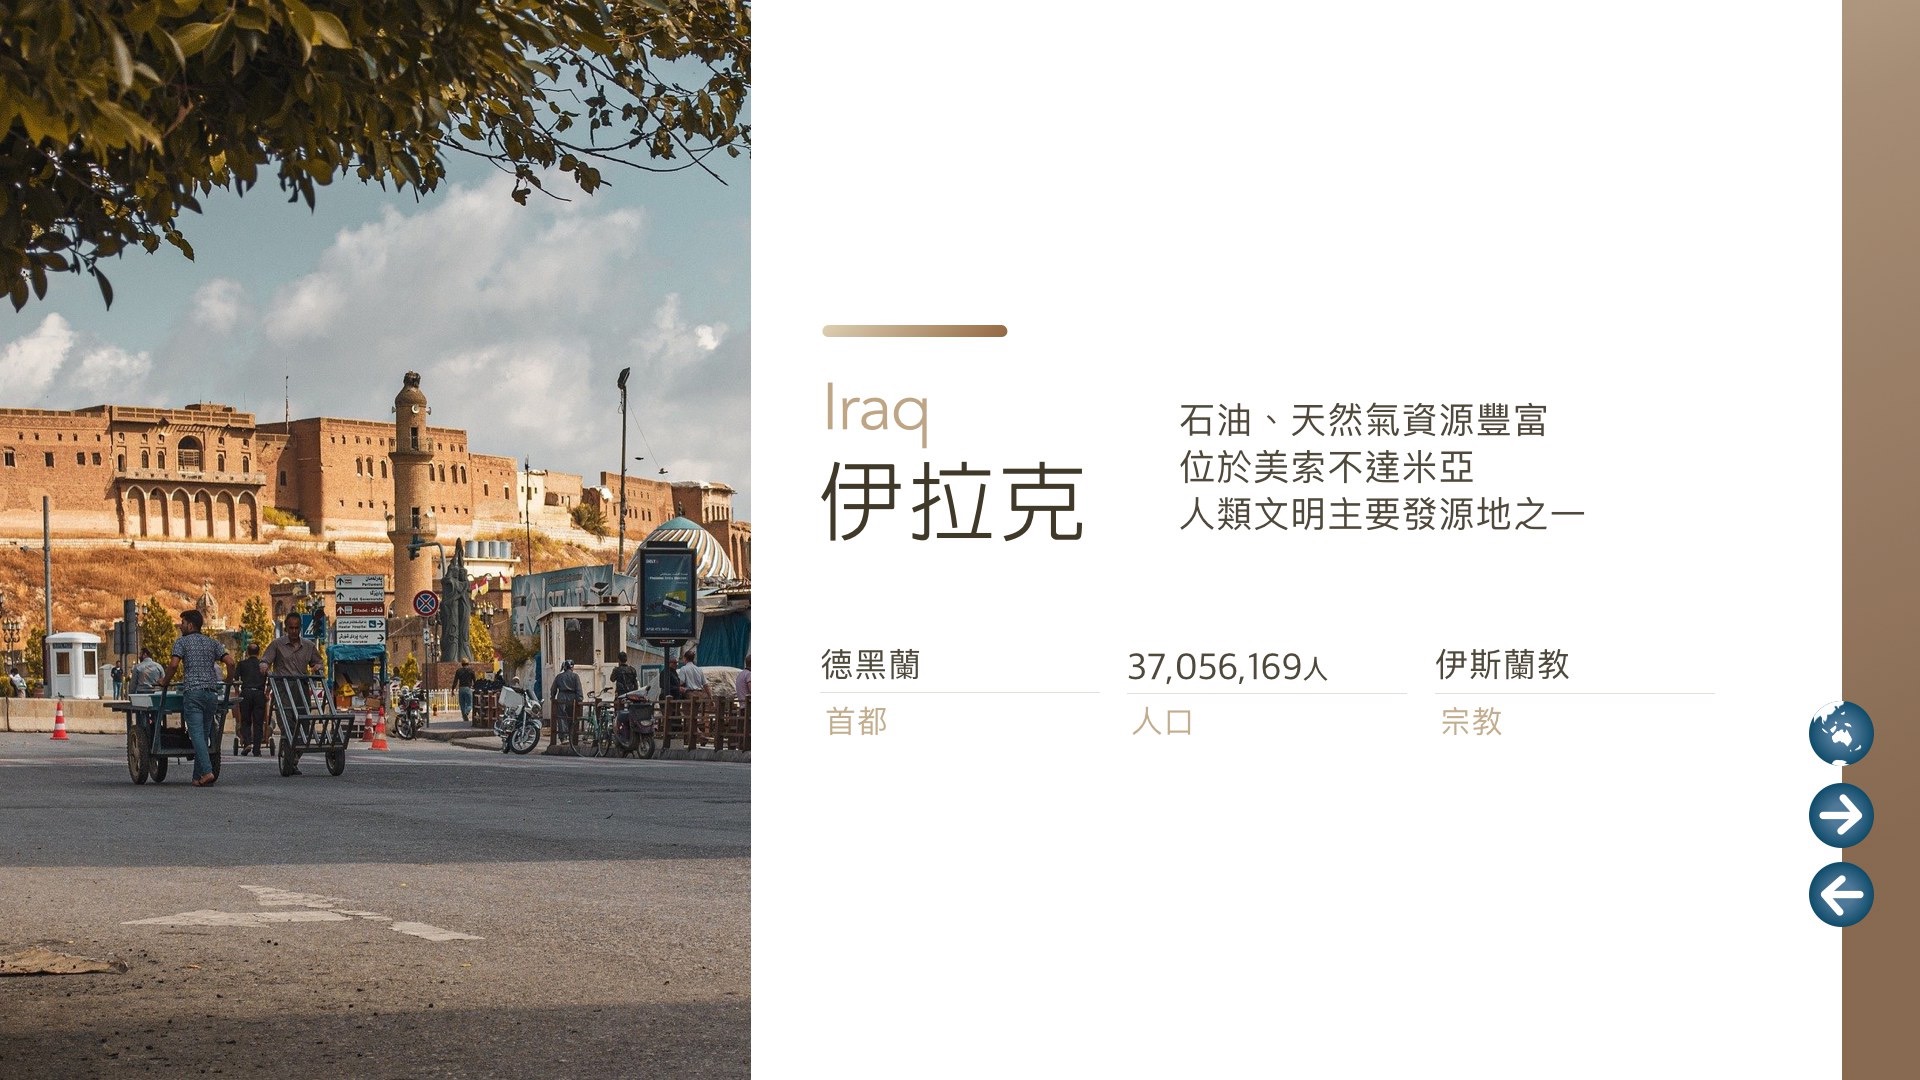 Iraq
伊拉克
石油、天然氣資源豐富
位於美索不達米亞
人類文明主要發源地之一
德黑蘭
首都
37,056,169人
人口
伊斯蘭教
宗教
Parliament
Citadel